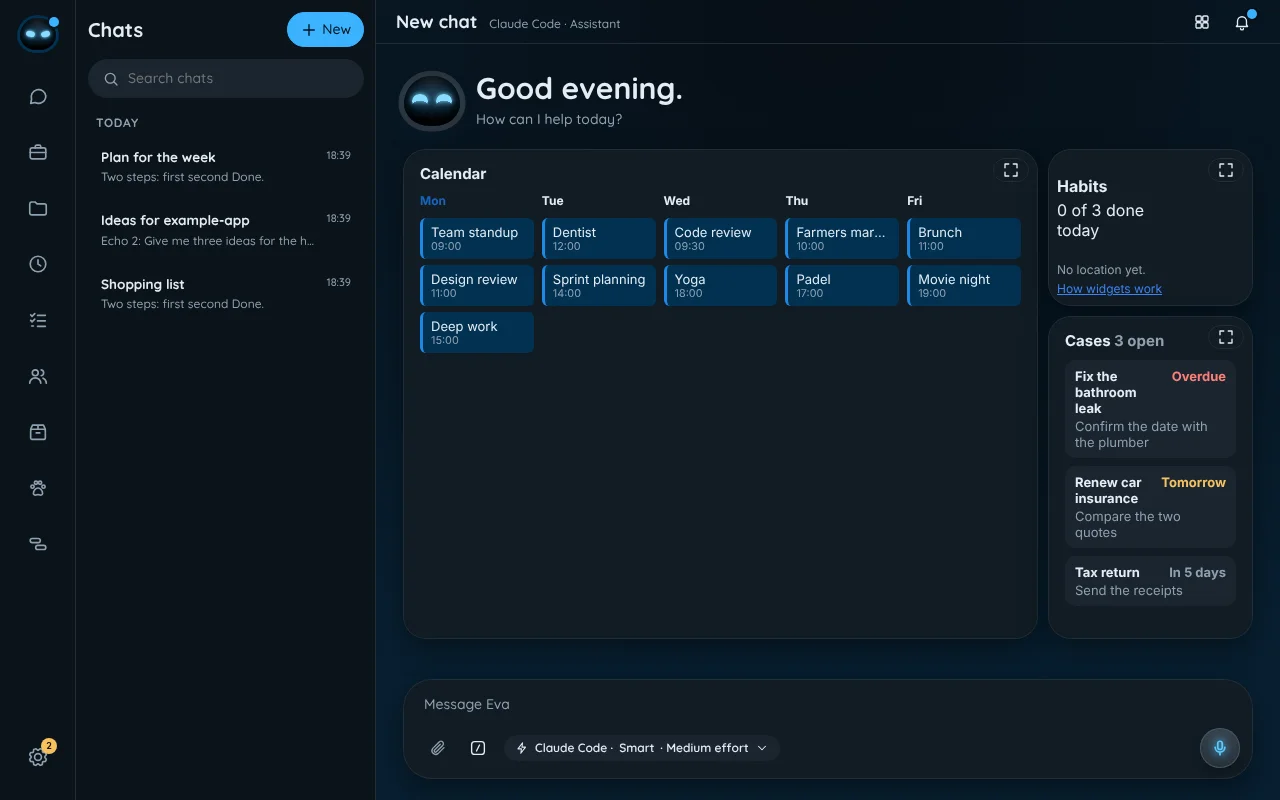 Chats
New
Search chats
TODAY
Plan for the week
18:39
Two steps: first second Done.
Ideas for example-app
18:39
Echo 2: Give me three ideas for the h...
Shopping list
18:39
Two steps: first second Done.
2
New chat
Claude Code · Assistant
Good evening.
How can I help today?
Calendar
Mon
Tue
Wed
Thu
Fri
Team standup
09:00
Dentist
12:00
Code review
09:30
Farmers mar...
10:00
Brunch
11:00
Design review
11:00
Sprint planning
14:00
Yoga
18:00
Padel
17:00
Movie night
19:00
Deep work
15:00
Habits
0 of 3 done
today
No location yet.
How widgets work
Cases 3 open
Fix the
bathroom
leak
Overdue
Confirm the date with
the plumber
Renew car
insurance
Tomorrow
Compare the two
quotes
Tax return
In 5 days
Send the receipts
Message Eva
Claude Code · Smart · Medium effort